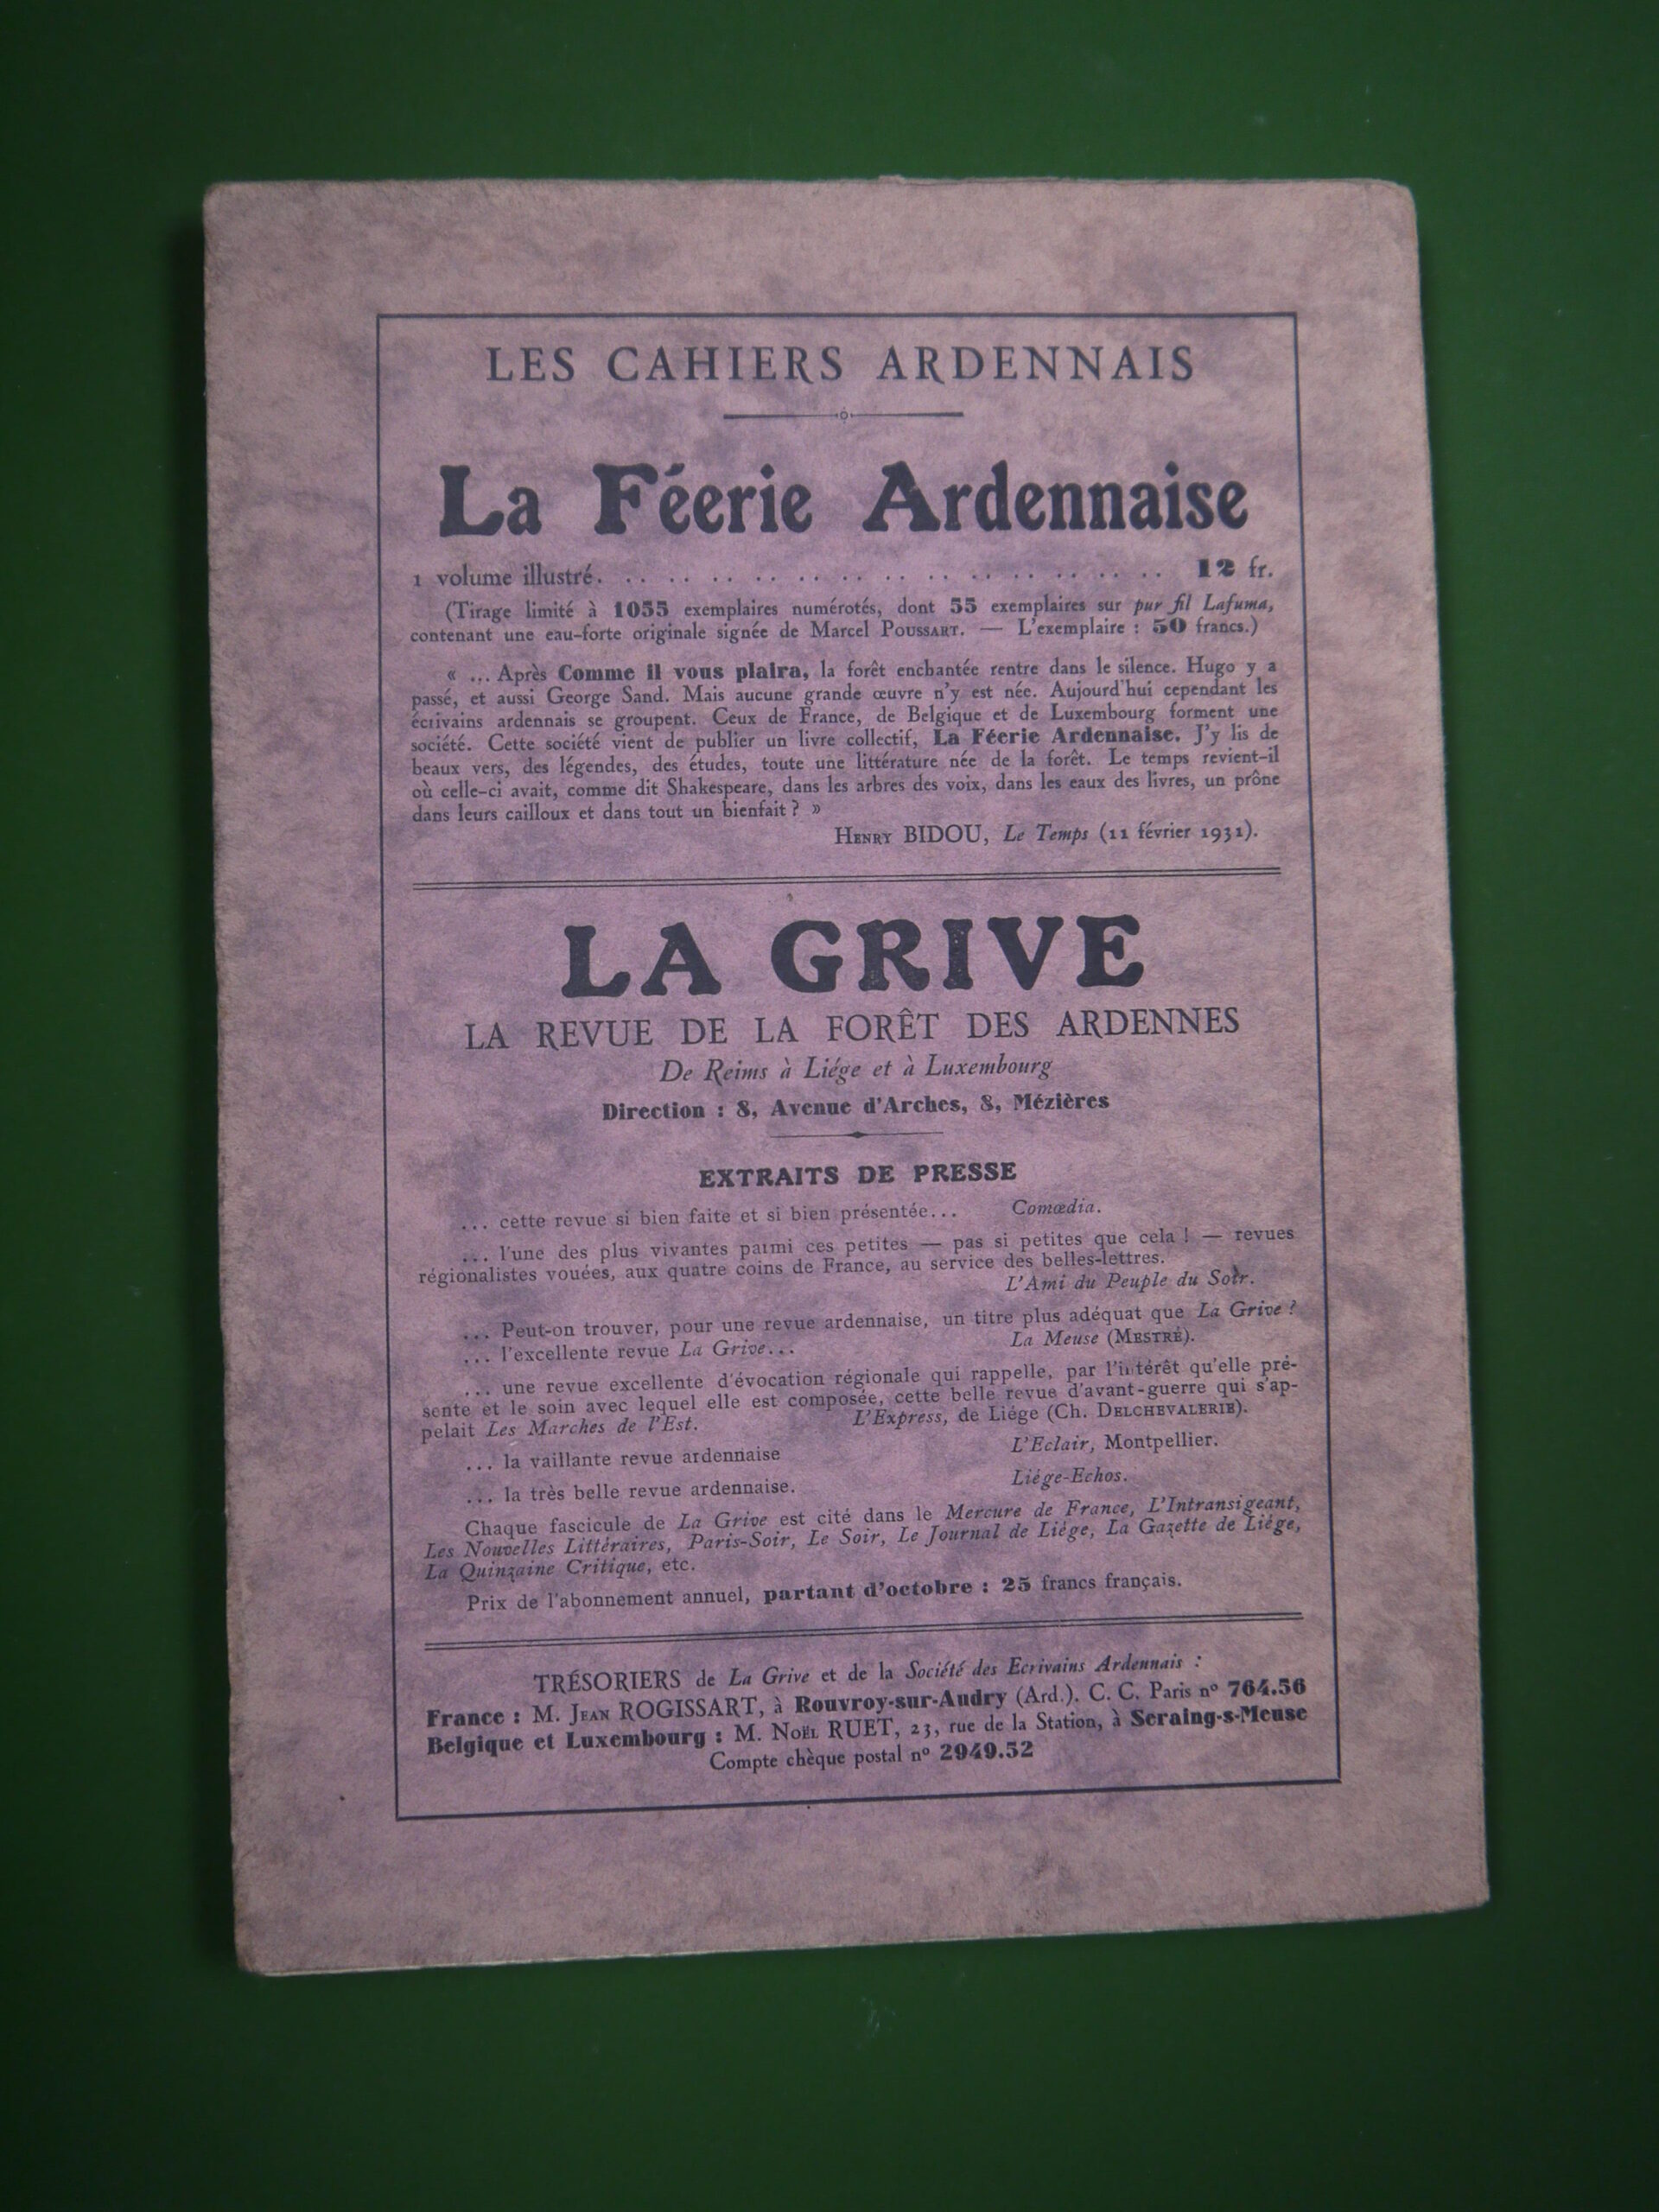 LES CAHIERS ARDENNAIS
La Féerie Ardennaise
1 volume illustré. . . . . . . . . . . . . . . . 12 fr.
(Tirage limité à 1055 exemplaires numérotés, dont 55 exemplaires sur pur fil Lafuma,
contenant une eau-forte originale signée de Marcel POUSSART. — L'exemplaire : 50 francs.)
« ... Après Comme il vous plaira, la forêt enchantée rentre dans le silence. Hugo y a
passé, et aussi George Sand. Mais aucune grande œuvre n'y est née. Aujourd'hui cependant les
écrivains ardennais se groupent. Ceux de France, de Belgique et de Luxembourg forment une
société. Cette société vient de publier un livre collectif, La Féerie Ardennaise. J'y lis de
beaux vers, des légendes, des études, toute une littérature née de la forêt. Le temps revient-il
où celle-ci avait, comme dit Shakespeare, dans les arbres des voix, dans les eaux des livres, un prône
dans leurs cailloux et dans tout un bienfait ? »
HENRY BIDOU, Le Temps (11 février 1931).
LA GRIVE
LA REVUE DE LA FORÊT DES ARDENNES
De Reims à Liége et à Luxembourg
Direction : 8, Avenue d'Arches, 8, Mézières
EXTRAITS DE PRESSE
... cette revue si bien faite et si bien présentée... Comœdia.
... l'une des plus vivantes parmi ces petites — pas si petites que cela ! — revues
régionalistes vouées, aux quatre coins de France, au service des belles-lettres.
L'Ami du Peuple du Soir.
... Peut-on trouver, pour une revue ardennaise, un titre plus adéquat que La Grive ?
... l'excellente revue La Grive... La Meuse (MESTRÉ).
... une revue excellente d'évocation régionale qui rappelle, par l'intérêt qu'elle pré-
sente et le soin avec lequel elle est composée, cette belle revue d'avant-guerre qui s'ap-
pelait Les Marches de l'Est. L'Express, de Liége (Ch. DELCHEVALERIE).
... la vaillante revue ardennaise L'Eclair, Montpellier.
... la très belle revue ardennaise. Liége-Echos.
Chaque fascicule de La Grive est cité dans le Mercure de France, L'Intransigeant,
Les Nouvelles Littéraires, Paris-Soir, Le Soir, Le Journal de Liége, La Gazette de Liége,
La Quinzaine Critique, etc.
Prix de l'abonnement annuel, partant d'octobre : 25 francs français.
TRÉSORIERS de La Grive et de la Société des Ecrivains Ardennais :
France : M. JEAN ROGISSART, à Rouvroy-sur-Audry (Ard.). C. C. Paris nº 764.56
Belgique et Luxembourg : M. NOËL RUET, 23, rue de la Station, à Seraing-s-Meuse
Compte chèque postal nº 2949.52